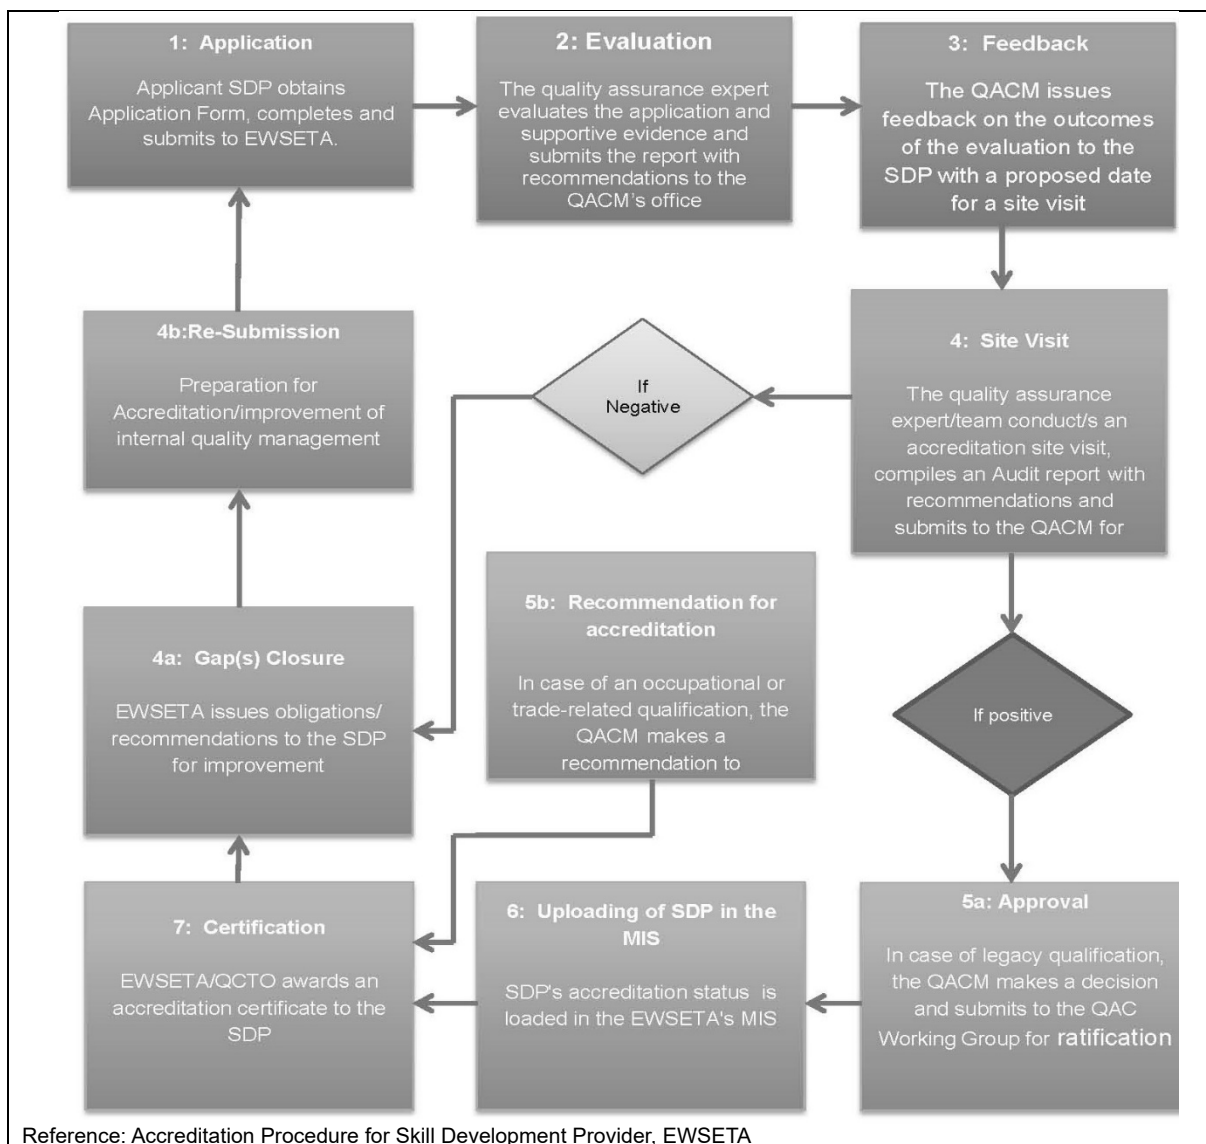 1: Application
Applicant SDP obtains
Application Form, completes and
submits to EWSETA.
2: Evaluation
The quality assurance expert
evaluates the application and
supportive evidence and
submits the report with
recommendations to the
QACM's office
3: Feedback
The QACM issues
feedback on the outcomes
of the evaluation to the
SDP with a proposed date
for a site visit
4: Site Visit
The quality assurance
expert/team conduct/s an
accreditation site visit,
compiles an Audit report with
recommendations and
submits to the QACM for
If
Negative
4b:Re-Submission
Preparation for
Accreditation/improvement of
internal quality management
4a: Gap(s) Closure
EWSETA issues obligations/
recommendations to the SDP
for improvement
5b: Recommendation for
accreditation
In case of an occupational or
trade-related qualification, the
QACM makes a
recommendation to
If positive
5a: Approval
In case of legacy qualification,
the QACM makes a decision
and submits to the QAC
Working Group for ratification
6: Uploading of SDP in the
MIS
SDP's accreditation status is
loaded in the EWSETA's MIS
7: Certification
EWSETA/QCTO awards an
accreditation certificate to the
SDP
Reference: Accreditation Procedure for Skill Development Provider, EWSETA